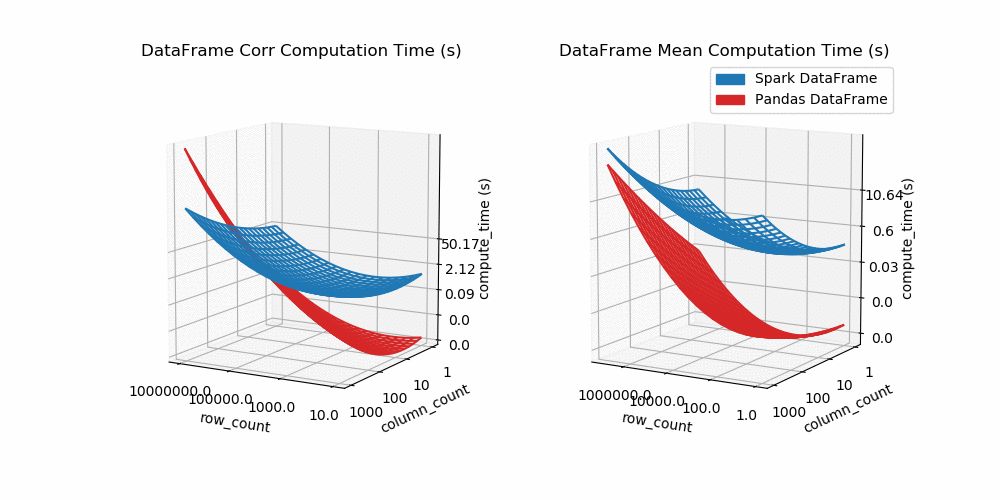 DataFrame Corr Computation Time (s)
50.17
2.12
0.09
0.0
0.0
compute_time (s)
10000000.0
100000.0
1000.0
10.0
row_count
1
10
100
1000
column_count
DataFrame Mean Computation Time (s)
Spark DataFrame
Pandas DataFrame
10.64
0.6
0.03
0.0
0.0
compute_time (s)
1000000.0
10000.0
100.0
1.0
row_count
1
10
100
1000
column_count